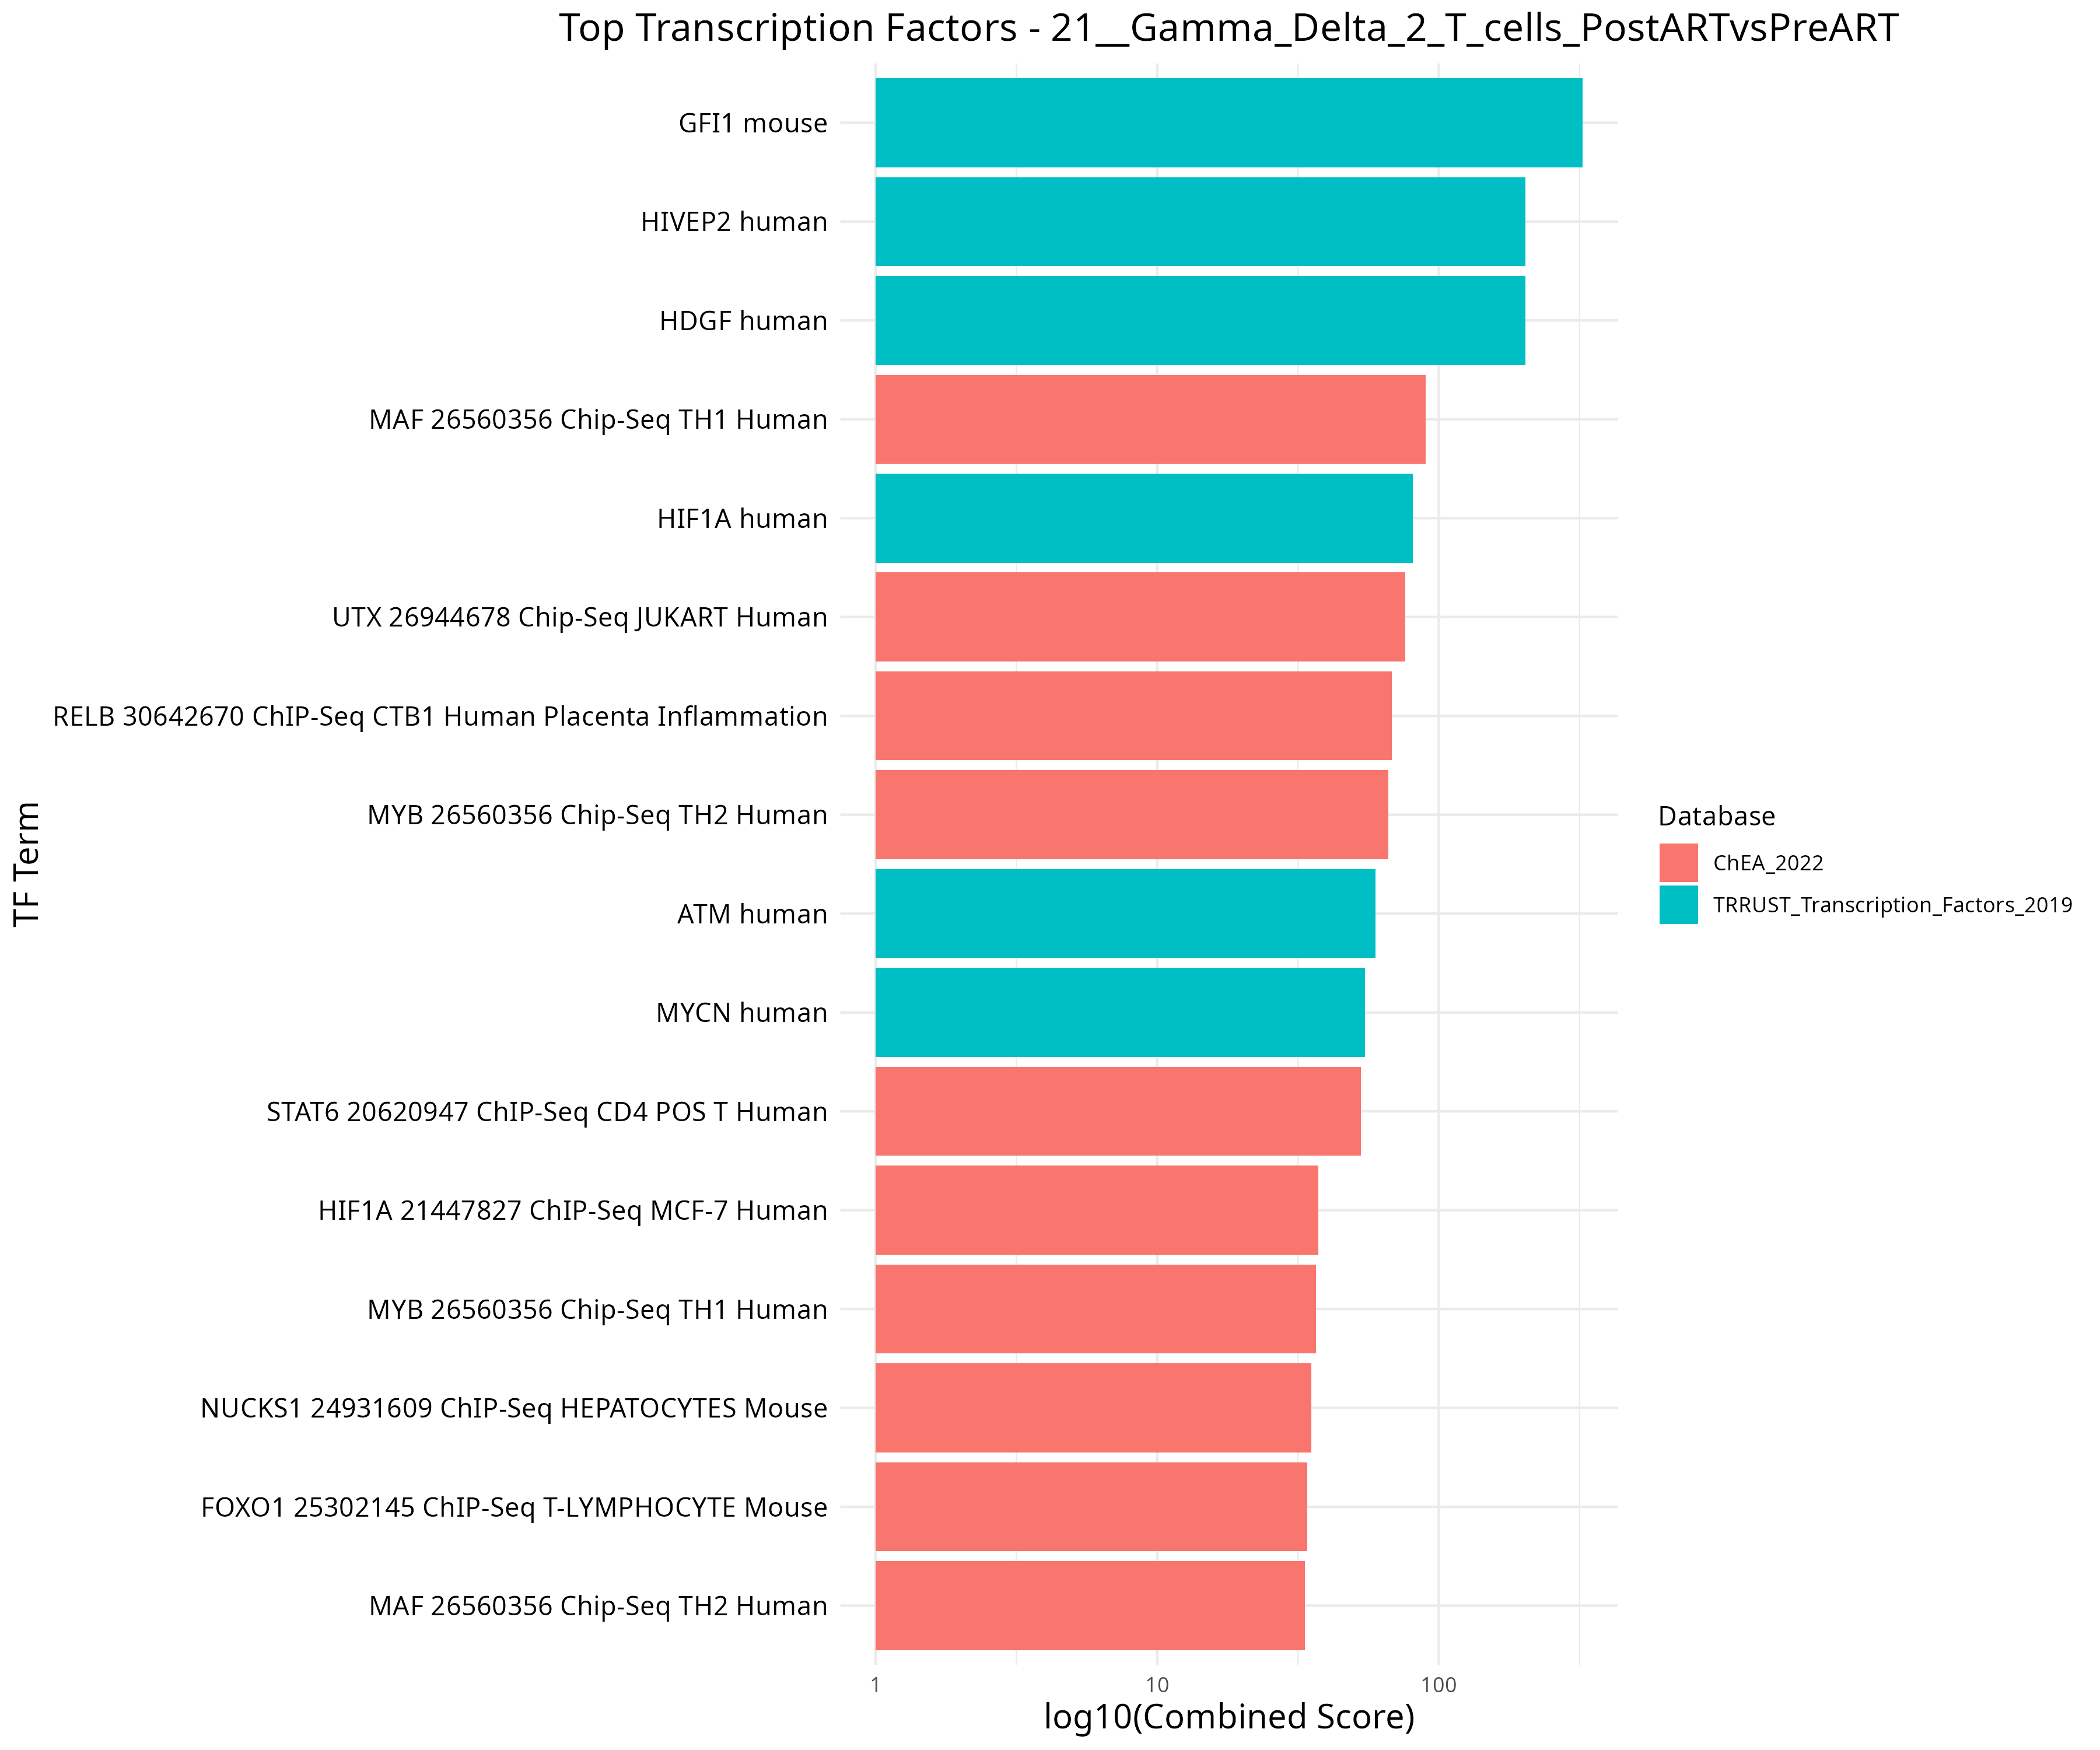 Top Transcription Factors - 21__Gamma_Delta_2_T_cells_PostARTvsPreART
TF Term
GFI1 mouse
HIVEP2 human
HDGF human
MAF 26560356 Chip-Seq TH1 Human
HIF1A human
UTX 26944678 Chip-Seq JUKART Human
RELB 30642670 ChIP-Seq CTB1 Human Placenta Inflammation
MYB 26560356 Chip-Seq TH2 Human
ATM human
MYCN human
STAT6 20620947 ChIP-Seq CD4 POS T Human
HIF1A 21447827 ChIP-Seq MCF-7 Human
MYB 26560356 Chip-Seq TH1 Human
NUCKS1 24931609 ChIP-Seq HEPATOCYTES Mouse
FOXO1 25302145 ChIP-Seq T-LYMPHOCYTE Mouse
MAF 26560356 Chip-Seq TH2 Human
1 10 100
log10(Combined Score)
Database
ChEA_2022
TRRUST_Transcription_Factors_2019